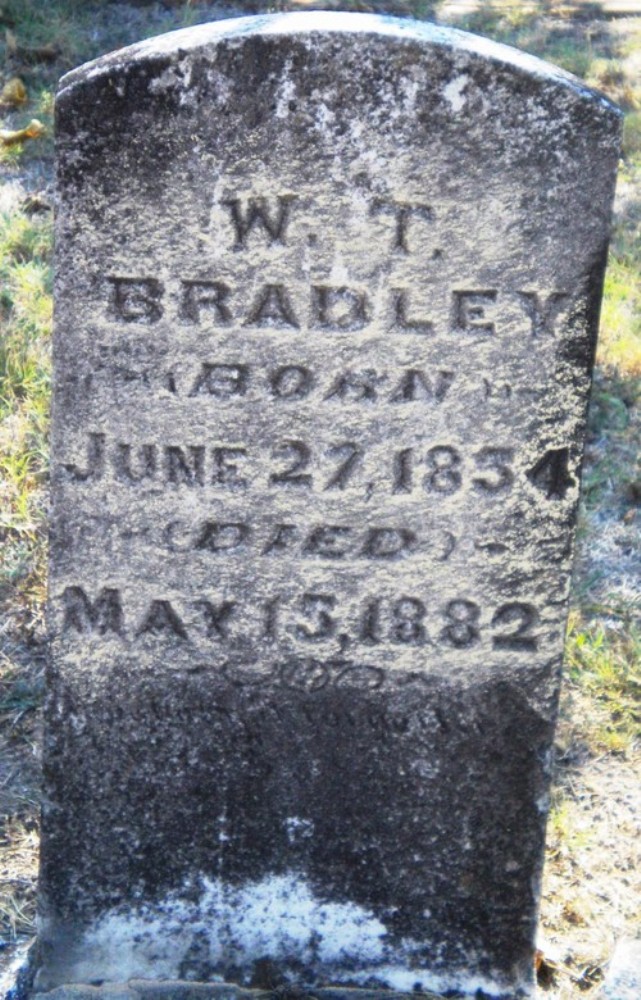 W. T.
BRADLEY
BORN
JUNE 27, 1854
DIED
MAY 15, 1882